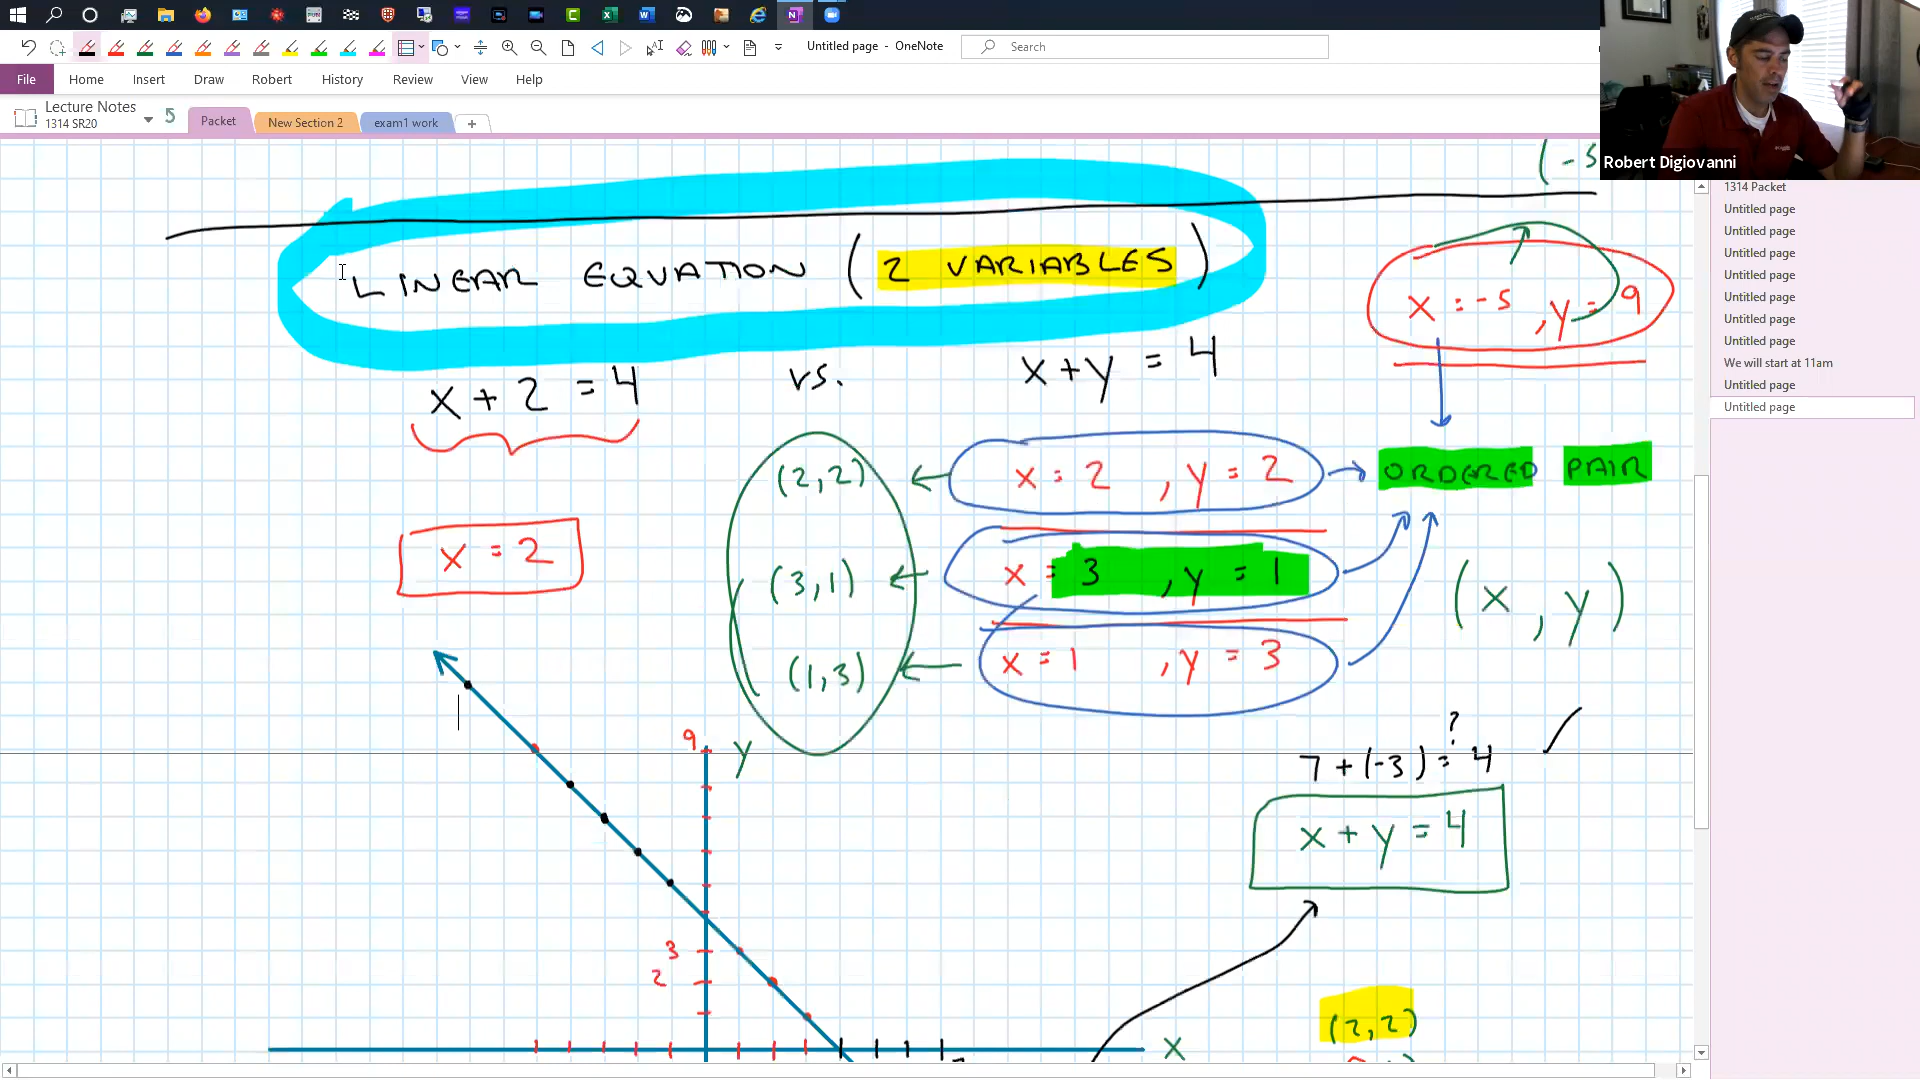 Untitled page - OneNote
Search
File
Home
Insert
Draw
Robert
History
Review
View
Help
Lecture Notes
1314 SR20
Packet
New Section 2
exam1 work
Robert Digiovanni
1314 Packet
Untitled page
Untitled page
Untitled page
Untitled page
Untitled page
Untitled page
Untitled page
We will start at 11am
Untitled page
Untitled page
(-5
LINEAR EQUATION (2 VARIABLES)
x = -5 , y = 9
x + 2 = 4
vs.
x + y = 4
(2,2)
x = 2 , y = 2
ORDERED PAIR
x = 2
(3,1)
x = 3 , y = 1
(x , y)
(1,3)
x = 1 , y = 3
?
7 + (-3) = 4
9
y
x + y = 4
3
2
(2,2)
x